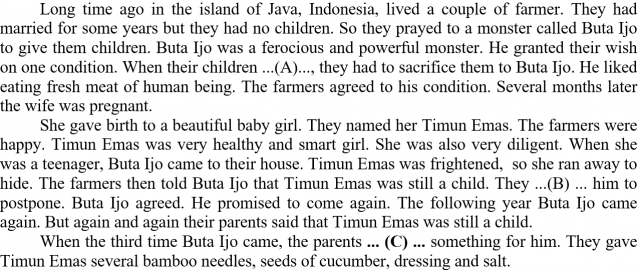 Long time ago in the island of Java, Indonesia, lived a couple of farmer. They had
married for some years but they had no children. So they prayed to a monster called Buta Ijo
to give them children. Buta Ijo was a ferocious and powerful monster. He granted their wish
on one condition. When their children ...(A)..., they had to sacrifice them to Buta Ijo. He liked
eating fresh meat of human being. The farmers agreed to his condition. Several months later
the wife was pregnant.
She gave birth to a beautiful baby girl. They named her Timun Emas. The farmers were
happy. Timun Emas was very healthy and smart girl. She was also very diligent. When she
was a teenager, Buta Ijo came to their house. Timun Emas was frightened, so she ran away to
hide. The farmers then told Buta Ijo that Timun Emas was still a child. They ...(B) ... him to
postpone. Buta Ijo agreed. He promised to come again. The following year Buta Ijo came
again. But again and again their parents said that Timun Emas was still a child.
When the third time Buta Ijo came, the parents ... (C) ... something for him. They gave
Timun Emas several bamboo needles, seeds of cucumber, dressing and salt.